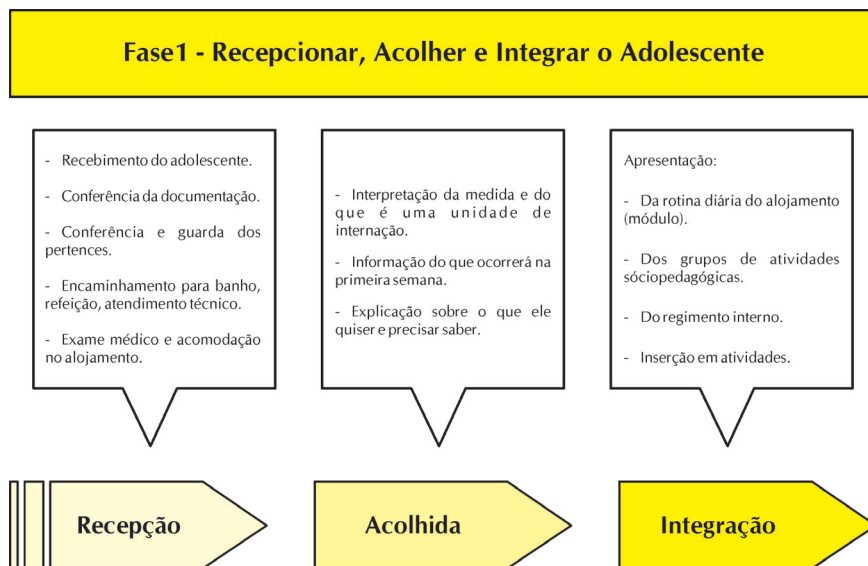 Fase1 - Recepcionar, Acolher e Integrar o Adolescente
- Recebimento do adolescente.
- Conferência da documentação.
- Conferência e guarda dos
pertences.
- Encaminhamento para banho,
refeição, atendimento técnico.
- Exame médico e acomodação
no alojamento.
- Interpretação da medida e do
que é uma unidade de
internação.
- Informação do que ocorrerá na
primeira semana.
- Explicação sobre o que ele
quiser e precisar saber.
Apresentação:
- Da rotina diária do alojamento
(módulo).
- Dos grupos de atividades
sóciopedagógicas.
- Do regimento interno.
- Inserção em atividades.
Recepção
Acolhida
Integração